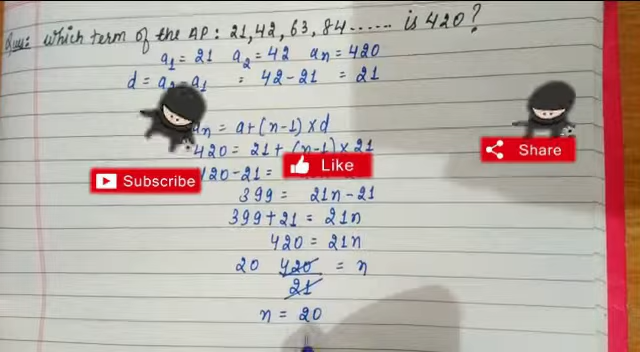 Ques: which term of the AP: 21, 42, 63, 84...... is 420?
a₁ = 21 a₂ = 42 aₙ = 420
d = a₂ - a₁ = 42-21 = 21
aₙ = a+(n-1)×d
420 = 21+(n-1)×21
Share
Like
420-21 =
Subscribe
399 = 21n-21
399+21 = 21n
420 = 21n
20 420/21 = n
n = 20